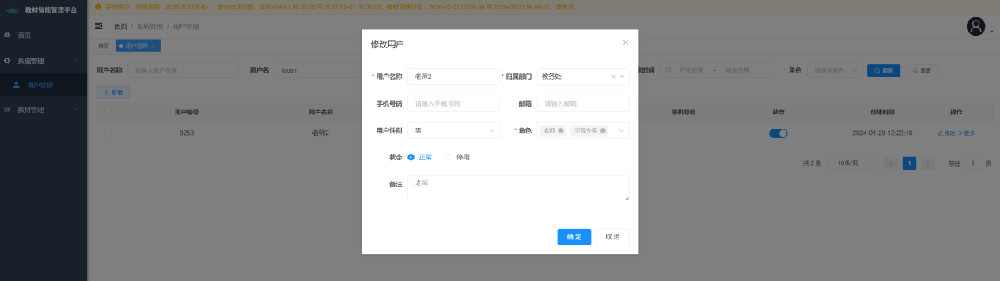 教材智能管理平台
系统提示：开课学期：2026-2027学年-1，教材申请日期：2026-04-01 00:00:00 至 2027-05-01 00:00:00，教材审核日期：2026-02-01 00:00:00 至 2026-03-31 00:00:00，请关注。
首页
首页 / 系统管理 / 用户管理
首页
用户管理 ×
系统管理
用户管理
教材管理
用户名称 请输入用户名称
用户名 laoshi
建时间 开始日期 - 结束日期
角色 请选择角色
搜索
重置
+ 新增
用户编号 用户名称 手机号码 状态 创建时间 操作
8253 老师2 2024-01-29 12:23:16 修改 更多
共 2 条 10条/页 1 前往 1 页
修改用户
* 用户名称 老师2
* 归属部门 教务处
手机号码 请输入手机号码
邮箱 请输入邮箱
用户性别 男
* 角色 老师 学院专家
状态 正常 停用
备注 老师
确 定
取 消